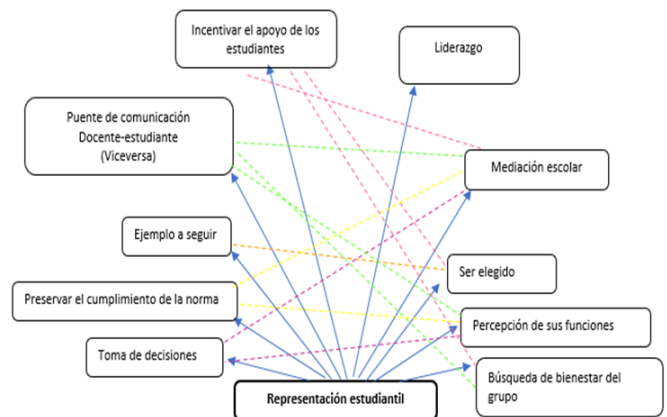 Incentivar el apoyo de los
estudiantes
Liderazgo
Puente de comunicación
Docente-estudiante
(Viceversa)
Mediación escolar
Ejemplo a seguir
Ser elegido
Preservar el cumplimiento de la norma
Percepción de sus funciones
Toma de decisiones
Búsqueda de bienestar del
grupo
Representación estudiantil